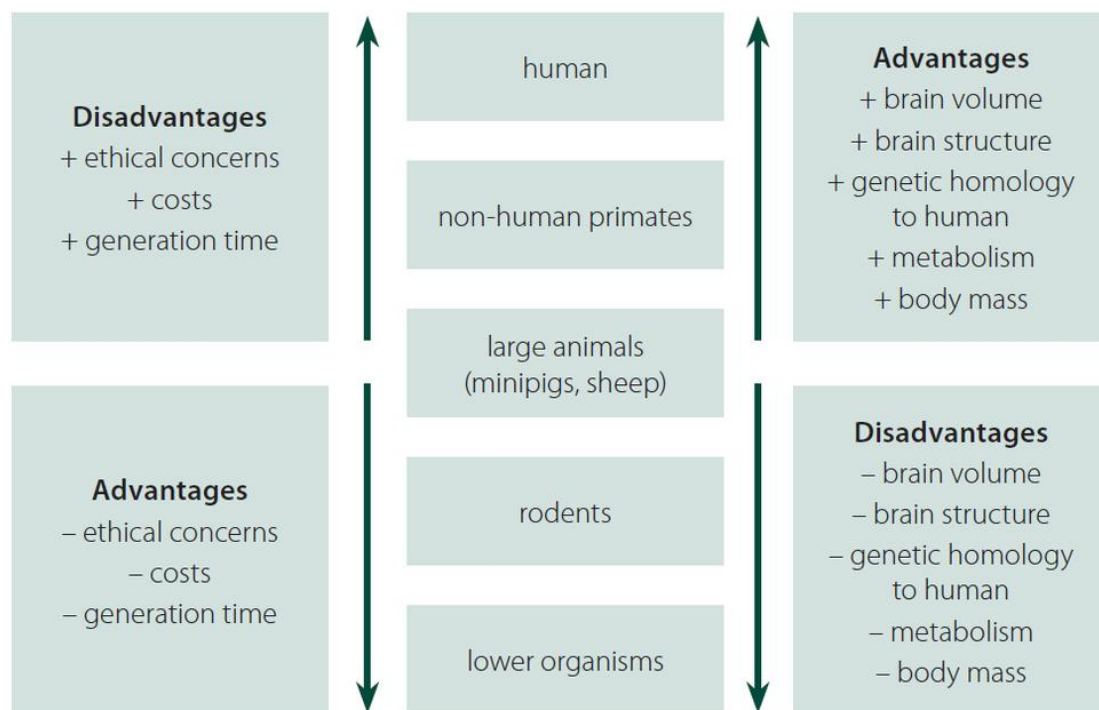 Disadvantages
+ ethical concerns
+ costs
+ generation time
Advantages
– ethical concerns
– costs
– generation time
human
non-human primates
large animals
(minipigs, sheep)
rodents
lower organisms
Advantages
+ brain volume
+ brain structure
+ genetic homology
to human
+ metabolism
+ body mass
Disadvantages
– brain volume
– brain structure
– genetic homology
to human
– metabolism
– body mass